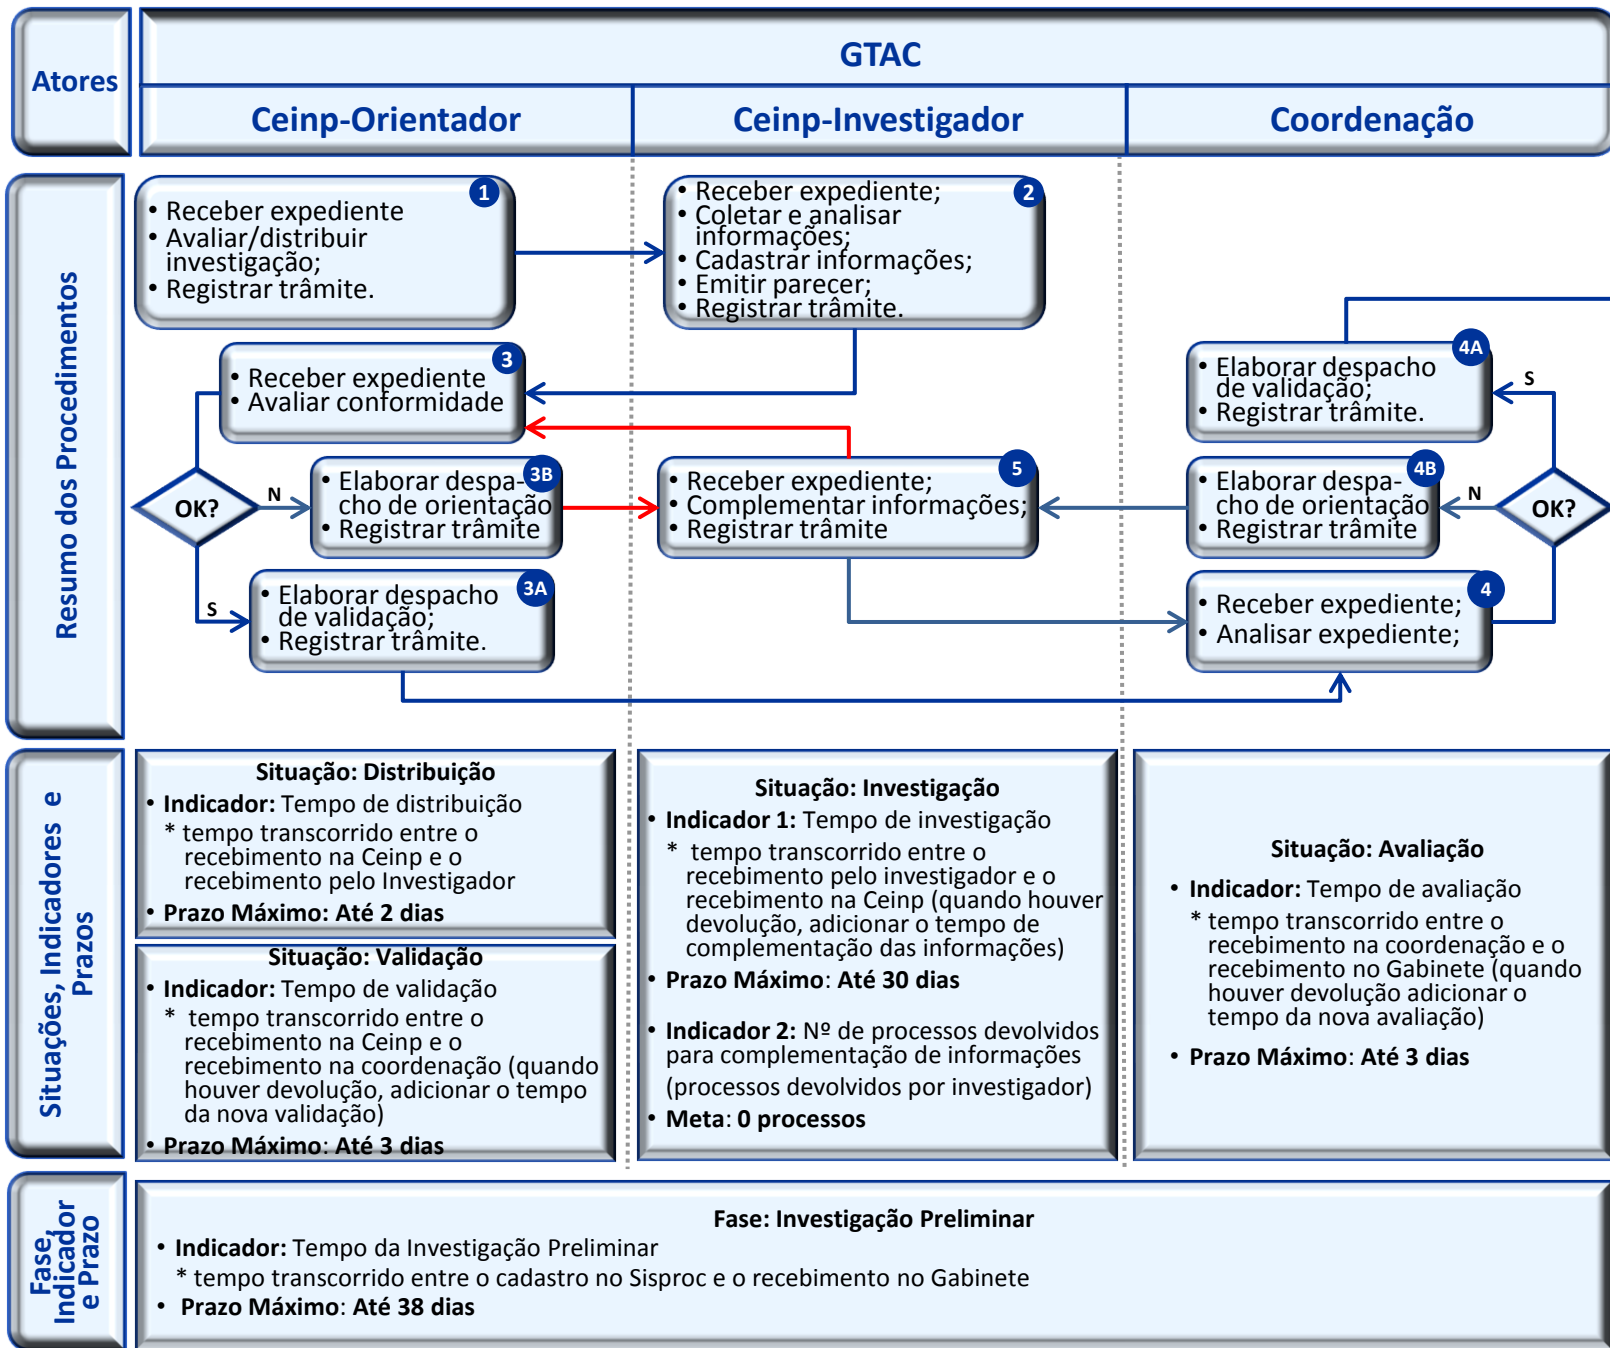 Atores
GTAC
Ceinp-Orientador
Ceinp-Investigador
Coordenação
Resumo dos Procedimentos
1
• Receber expediente
• Avaliar/distribuir
investigação;
• Registrar trâmite.
2
• Receber expediente;
• Coletar e analisar
informações;
• Cadastrar informações;
• Emitir parecer;
• Registrar trâmite.
3
• Receber expediente
• Avaliar conformidade
4A
• Elaborar despacho
de validação;
• Registrar trâmite.
S
OK?
N
3B
• Elaborar despa-
cho de orientação
• Registrar trâmite
5
• Receber expediente;
• Complementar informações;
• Registrar trâmite
4B
• Elaborar despa-
cho de orientação
• Registrar trâmite
N
OK?
S
3A
• Elaborar despacho
de validação;
• Registrar trâmite.
4
• Receber expediente;
• Analisar expediente;
Situações, Indicadores e
Prazos
Situação: Distribuição
• Indicador: Tempo de distribuição
* tempo transcorrido entre o
recebimento na Ceinp e o
recebimento pelo Investigador
• Prazo Máximo: Até 2 dias
Situação: Validação
• Indicador: Tempo de validação
* tempo transcorrido entre o
recebimento na Ceinp e o
recebimento na coordenação (quando
houver devolução, adicionar o tempo
da nova validação)
• Prazo Máximo: Até 3 dias
Situação: Investigação
• Indicador 1: Tempo de investigação
* tempo transcorrido entre o
recebimento pelo investigador e o
recebimento na Ceinp (quando houver
devolução, adicionar o tempo de
complementação das informações)
• Prazo Máximo: Até 30 dias
• Indicador 2: Nº de processos devolvidos
para complementação de informações
(processos devolvidos por investigador)
• Meta: 0 processos
Situação: Avaliação
• Indicador: Tempo de avaliação
* tempo transcorrido entre o
recebimento na coordenação e o
recebimento no Gabinete (quando
houver devolução adicionar o
tempo da nova avaliação)
• Prazo Máximo: Até 3 dias
Fase,
Indicador
e Prazo
Fase: Investigação Preliminar
• Indicador: Tempo da Investigação Preliminar
* tempo transcorrido entre o cadastro no Sisproc e o recebimento no Gabinete
• Prazo Máximo: Até 38 dias